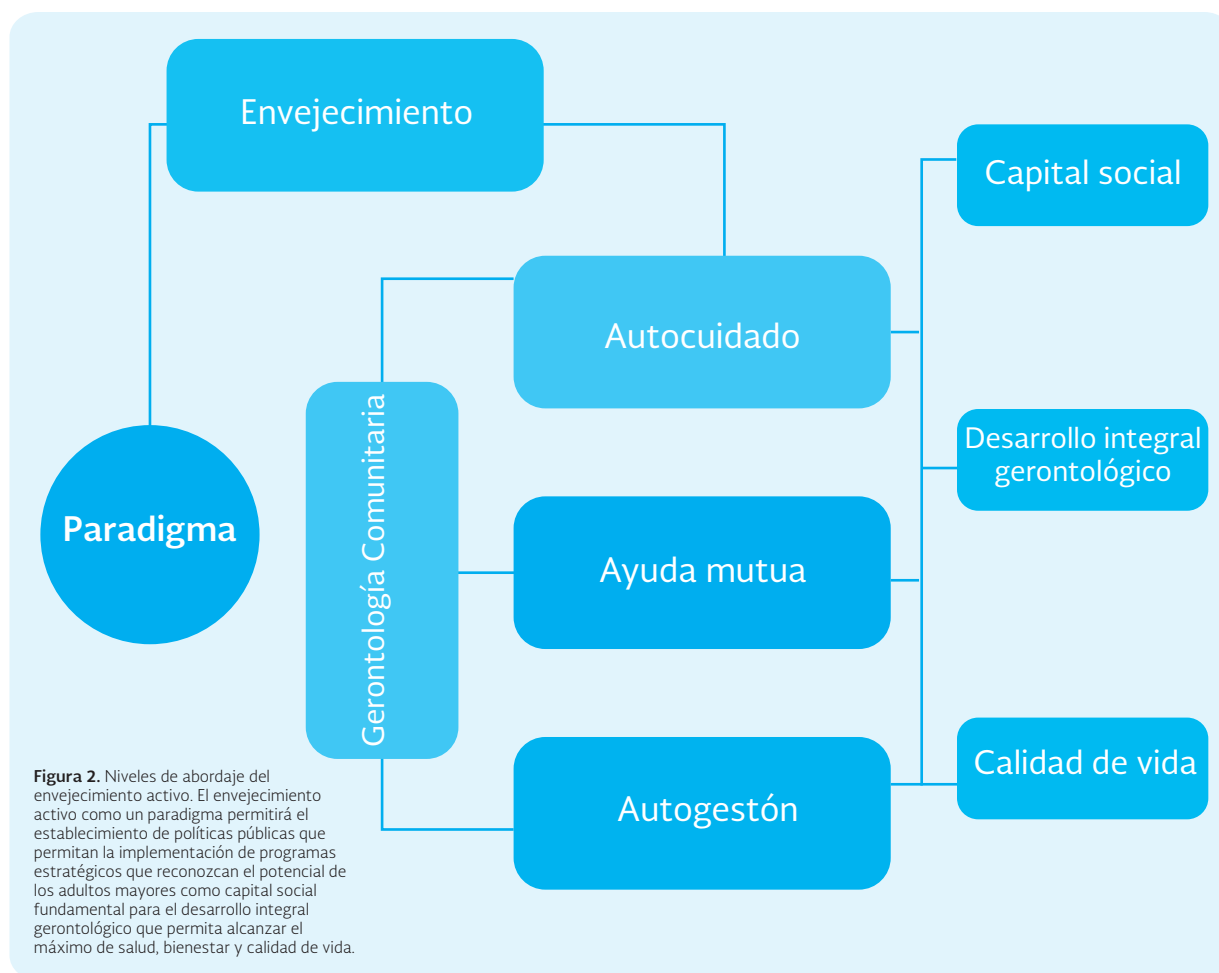 Envejecimiento
Capital social
Autocuidado
Desarrollo integral
gerontológico
Paradigma
Gerontología Comunitaria
Ayuda mutua
Calidad de vida
Autogestón
Figura 2. Niveles de abordaje del
envejecimiento activo. El envejecimiento
activo como un paradigma permitirá el
establecimiento de políticas públicas que
permitan la implementación de programas
estratégicos que reconozcan el potencial de
los adultos mayores como capital social
fundamental para el desarrollo integral
gerontológico que permita alcanzar el
máximo de salud, bienestar y calidad de vida.